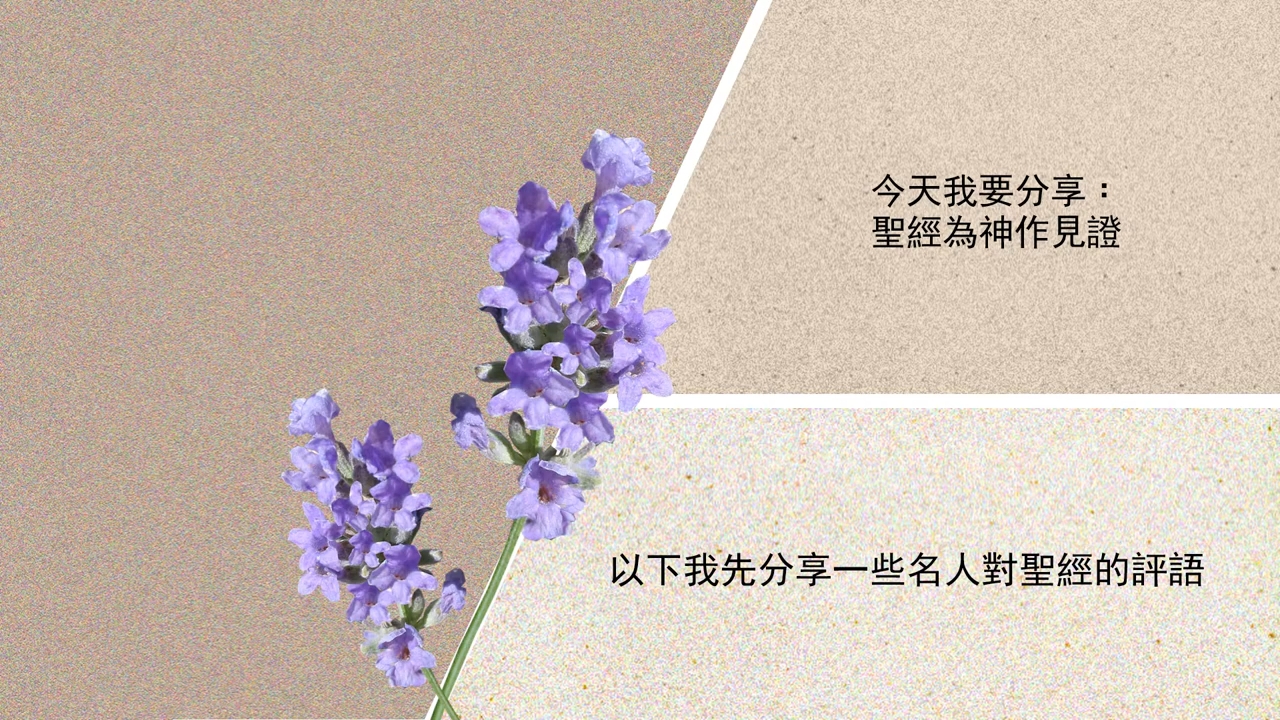 今天我要分享：
聖經為神作見證
以下我先分享一些名人對聖經的評語